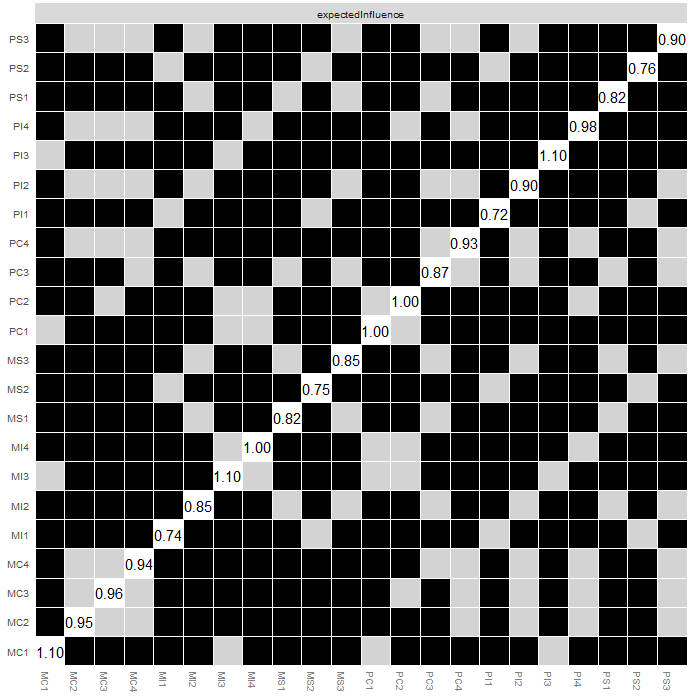 expectedInfluence
PS3 0.90
PS2 0.76
PS1 0.82
PI4 0.98
PI3 1.10
PI2 0.90
PI1 0.72
PC4 0.93
PC3 0.87
PC2 1.00
PC1 1.00
MS3 0.85
MS2 0.75
MS1 0.82
MI4 1.00
MI3 1.10
MI2 0.85
MI1 0.74
MC4 0.94
MC3 0.96
MC2 0.95
MC1 1.10
MC1 MC2 MC3 MC4 MI1 MI2 MI3 MI4 MS1 MS2 MS3 PC1 PC2 PC3 PC4 PI1 PI2 PI3 PI4 PS1 PS2 PS3